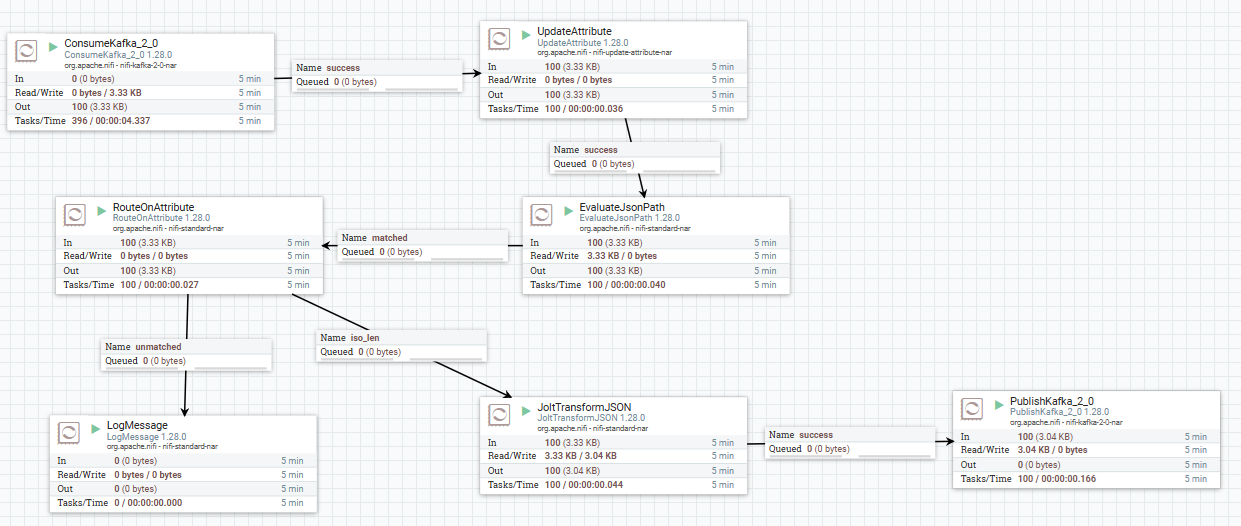 ConsumeKafka_2_0
ConsumeKafka_2_0 1.28.0
org.apache.nifi - nifi-kafka-2-0-nar
In 0 (0 bytes) 5 min
Read/Write 0 bytes / 3.33 KB 5 min
Out 100 (3.33 KB) 5 min
Tasks/Time 396 / 00:00:04.337 5 min
Name success
Queued 0 (0 bytes)
UpdateAttribute
UpdateAttribute 1.28.0
org.apache.nifi - nifi-update-attribute-nar
In 100 (3.33 KB) 5 min
Read/Write 0 bytes / 0 bytes 5 min
Out 100 (3.33 KB) 5 min
Tasks/Time 100 / 00:00:00.036 5 min
Name success
Queued 0 (0 bytes)
RouteOnAttribute
RouteOnAttribute 1.28.0
org.apache.nifi - nifi-standard-nar
In 100 (3.33 KB) 5 min
Read/Write 0 bytes / 0 bytes 5 min
Out 100 (3.33 KB) 5 min
Tasks/Time 100 / 00:00:00.027 5 min
Name matched
Queued 0 (0 bytes)
EvaluateJsonPath
EvaluateJsonPath 1.28.0
org.apache.nifi - nifi-standard-nar
In 100 (3.33 KB) 5 min
Read/Write 3.33 KB / 0 bytes 5 min
Out 100 (3.33 KB) 5 min
Tasks/Time 100 / 00:00:00.040 5 min
Name unmatched
Queued 0 (0 bytes)
Name iso_len
Queued 0 (0 bytes)
LogMessage
LogMessage 1.28.0
org.apache.nifi - nifi-standard-nar
In 0 (0 bytes) 5 min
Read/Write 0 bytes / 0 bytes 5 min
Out 0 (0 bytes) 5 min
Tasks/Time 0 / 00:00:00.000 5 min
JoltTransformJSON
JoltTransformJSON 1.28.0
org.apache.nifi - nifi-standard-nar
In 100 (3.33 KB) 5 min
Read/Write 3.33 KB / 3.04 KB 5 min
Out 100 (3.04 KB) 5 min
Tasks/Time 100 / 00:00:00.044 5 min
Name success
Queued 0 (0 bytes)
PublishKafka_2_0
PublishKafka_2_0 1.28.0
org.apache.nifi - nifi-kafka-2-0-nar
In 100 (3.04 KB) 5 min
Read/Write 3.04 KB / 0 bytes 5 min
Out 0 (0 bytes) 5 min
Tasks/Time 100 / 00:00:00.166 5 min